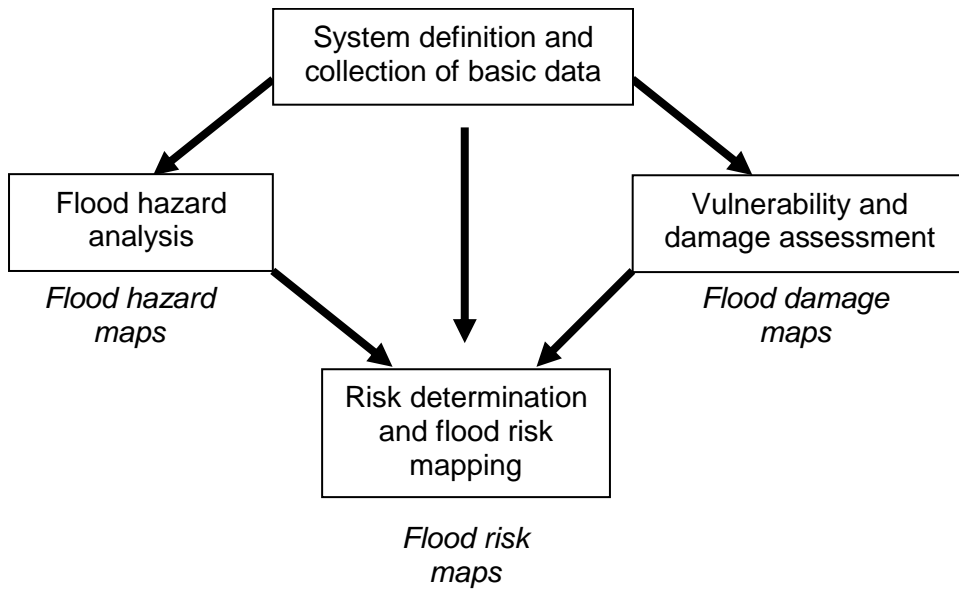 System definition and
collection of basic data
Flood hazard
analysis
Vulnerability and
damage assessment
Flood hazard
maps
Flood damage
maps
Risk determination
and flood risk
mapping
Flood risk
maps